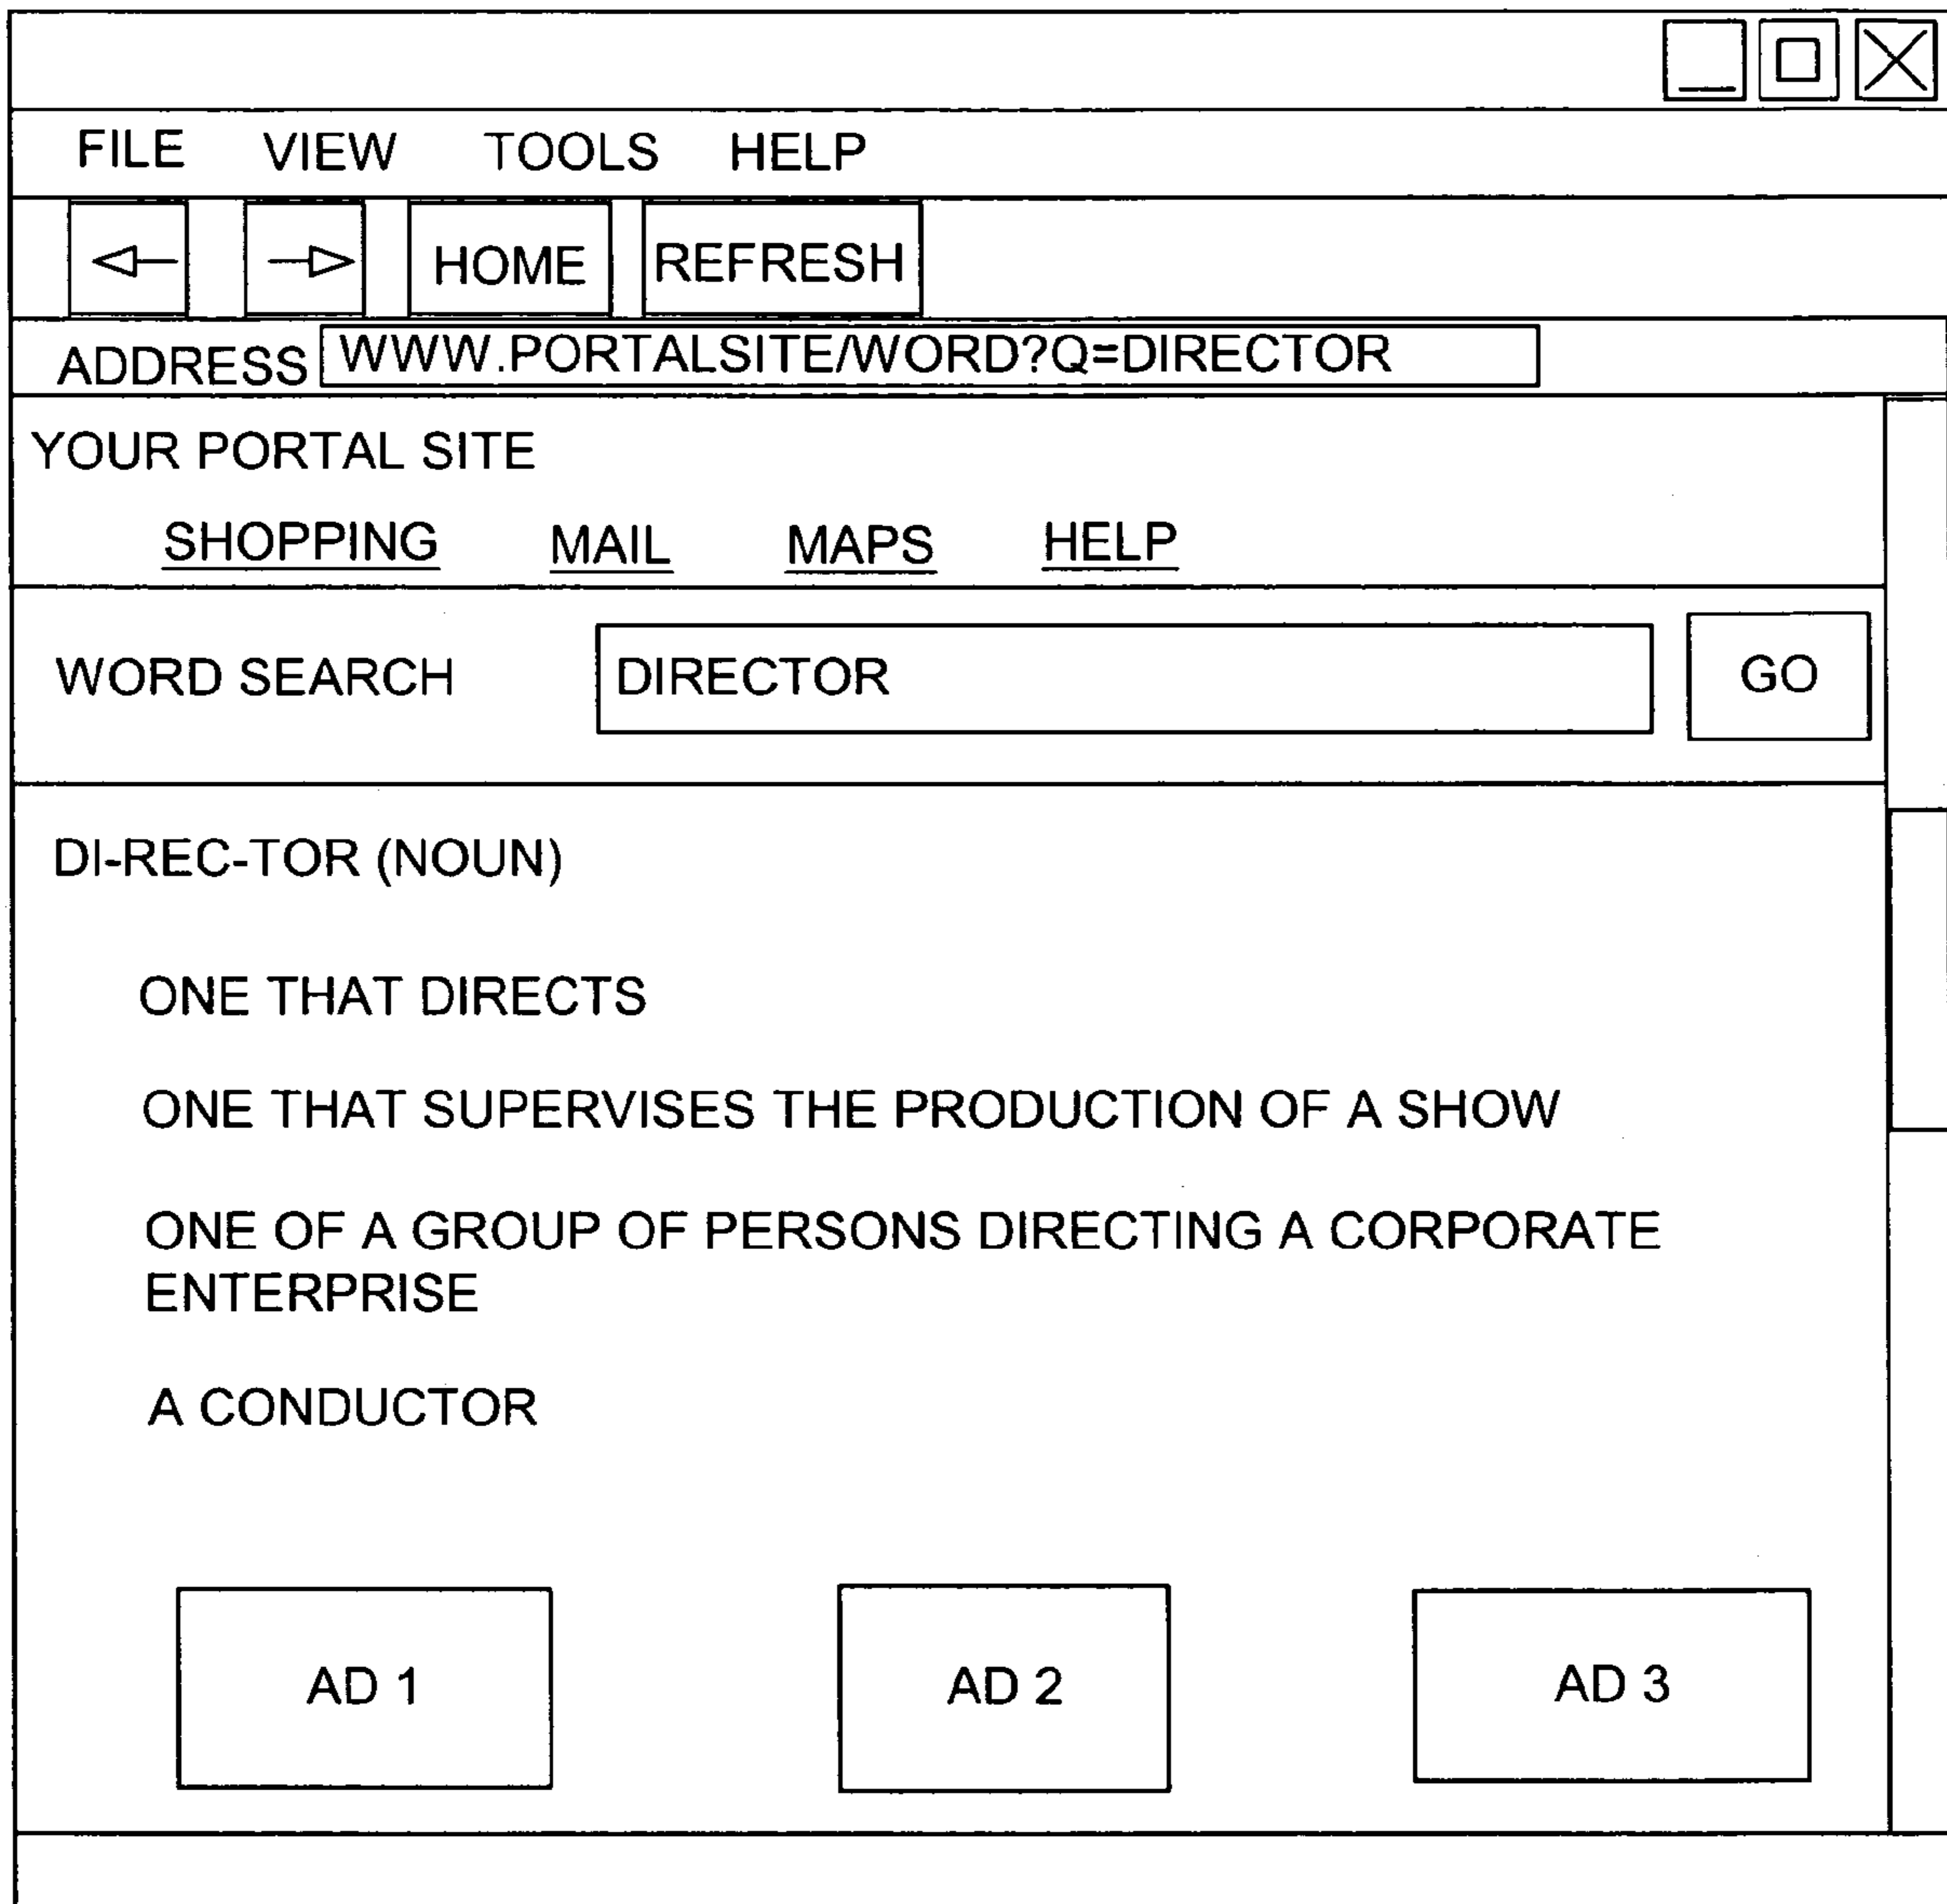 FILE VIEW TOOLS HELP
HOME REFRESH
ADDRESS WWW.PORTALSITE/WORD?Q=DIRECTOR
YOUR PORTAL SITE
SHOPPING MAIL MAPS HELP
WORD SEARCH DIRECTOR GO
DI-REC-TOR (NOUN)
ONE THAT DIRECTS
ONE THAT SUPERVISES THE PRODUCTION OF A SHOW
ONE OF A GROUP OF PERSONS DIRECTING A CORPORATE
ENTERPRISE
A CONDUCTOR
AD 1 AD 2 AD 3